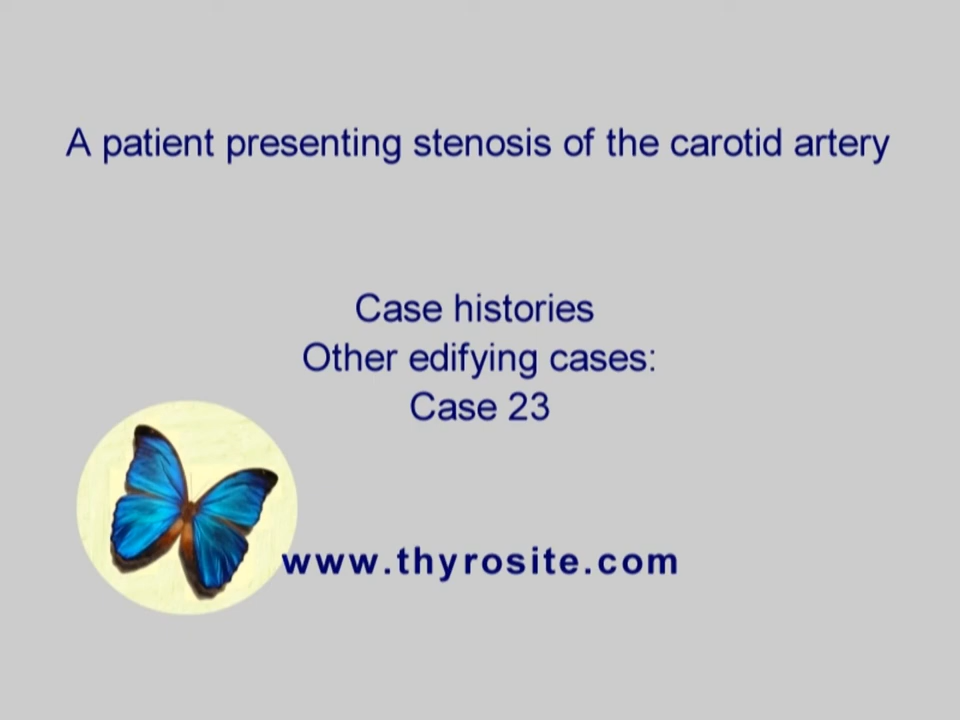 A patient presenting stenosis of the carotid artery
Case histories
Other edifying cases:
Case 23
www.thyrosite.com